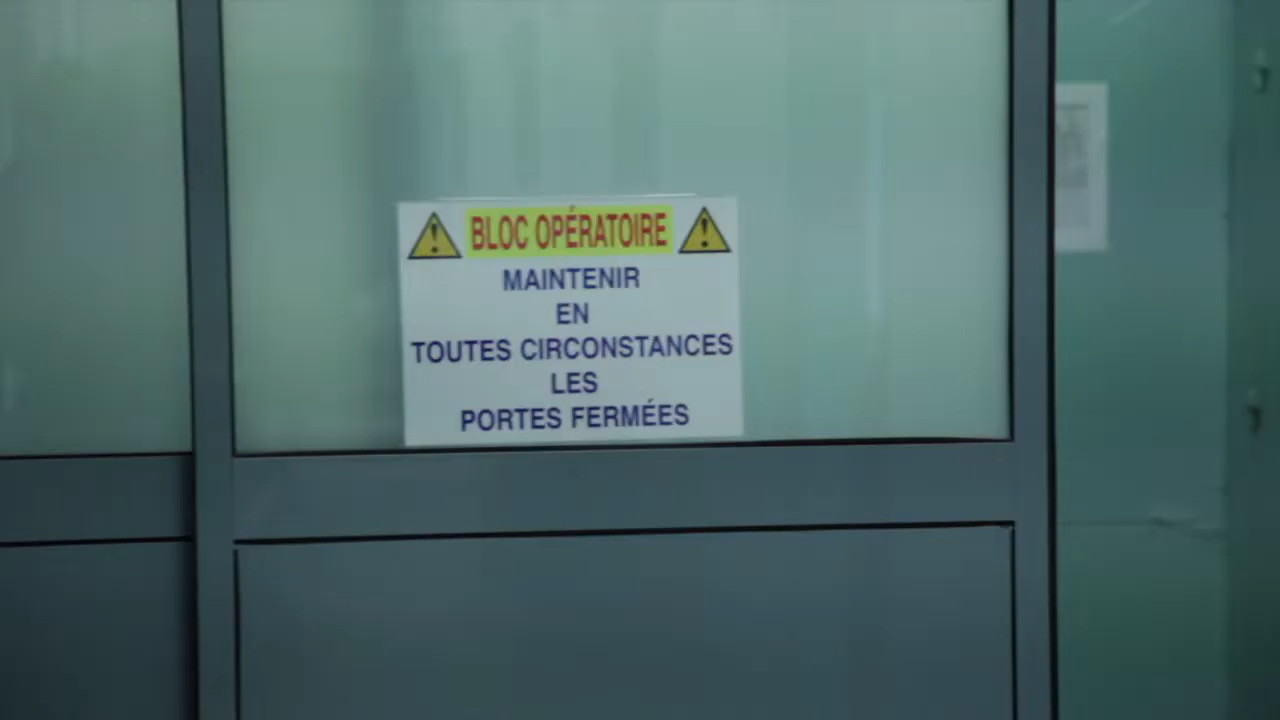 BLOC OPÉRATOIRE
MAINTENIR
EN
TOUTES CIRCONSTANCES
LES
PORTES FERMÉES